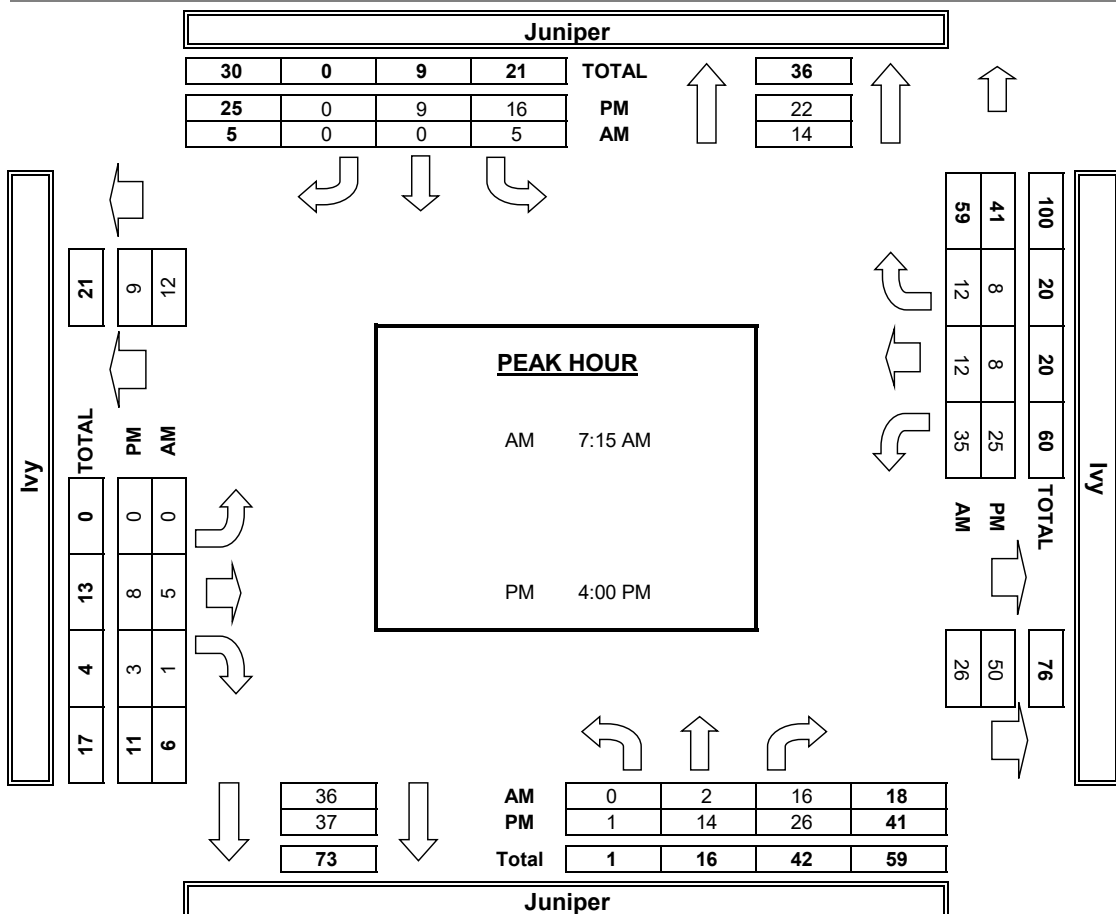 Juniper
30 0 9 21 TOTAL 36
25 0 9 16 PM 22
5 0 0 5 AM 14
Ivy
21 9 12
TOTAL PM AM
0 0 0
13 8 5
4 3 1
17 11 6
PEAK HOUR
AM 7:15 AM
PM 4:00 PM
59 41 100
12 8 20
12 8 20
35 25 60
AM PM TOTAL
26 50 76
Ivy
36 AM 0 2 16 18
37 PM 1 14 26 41
73 Total 1 16 42 59
Juniper